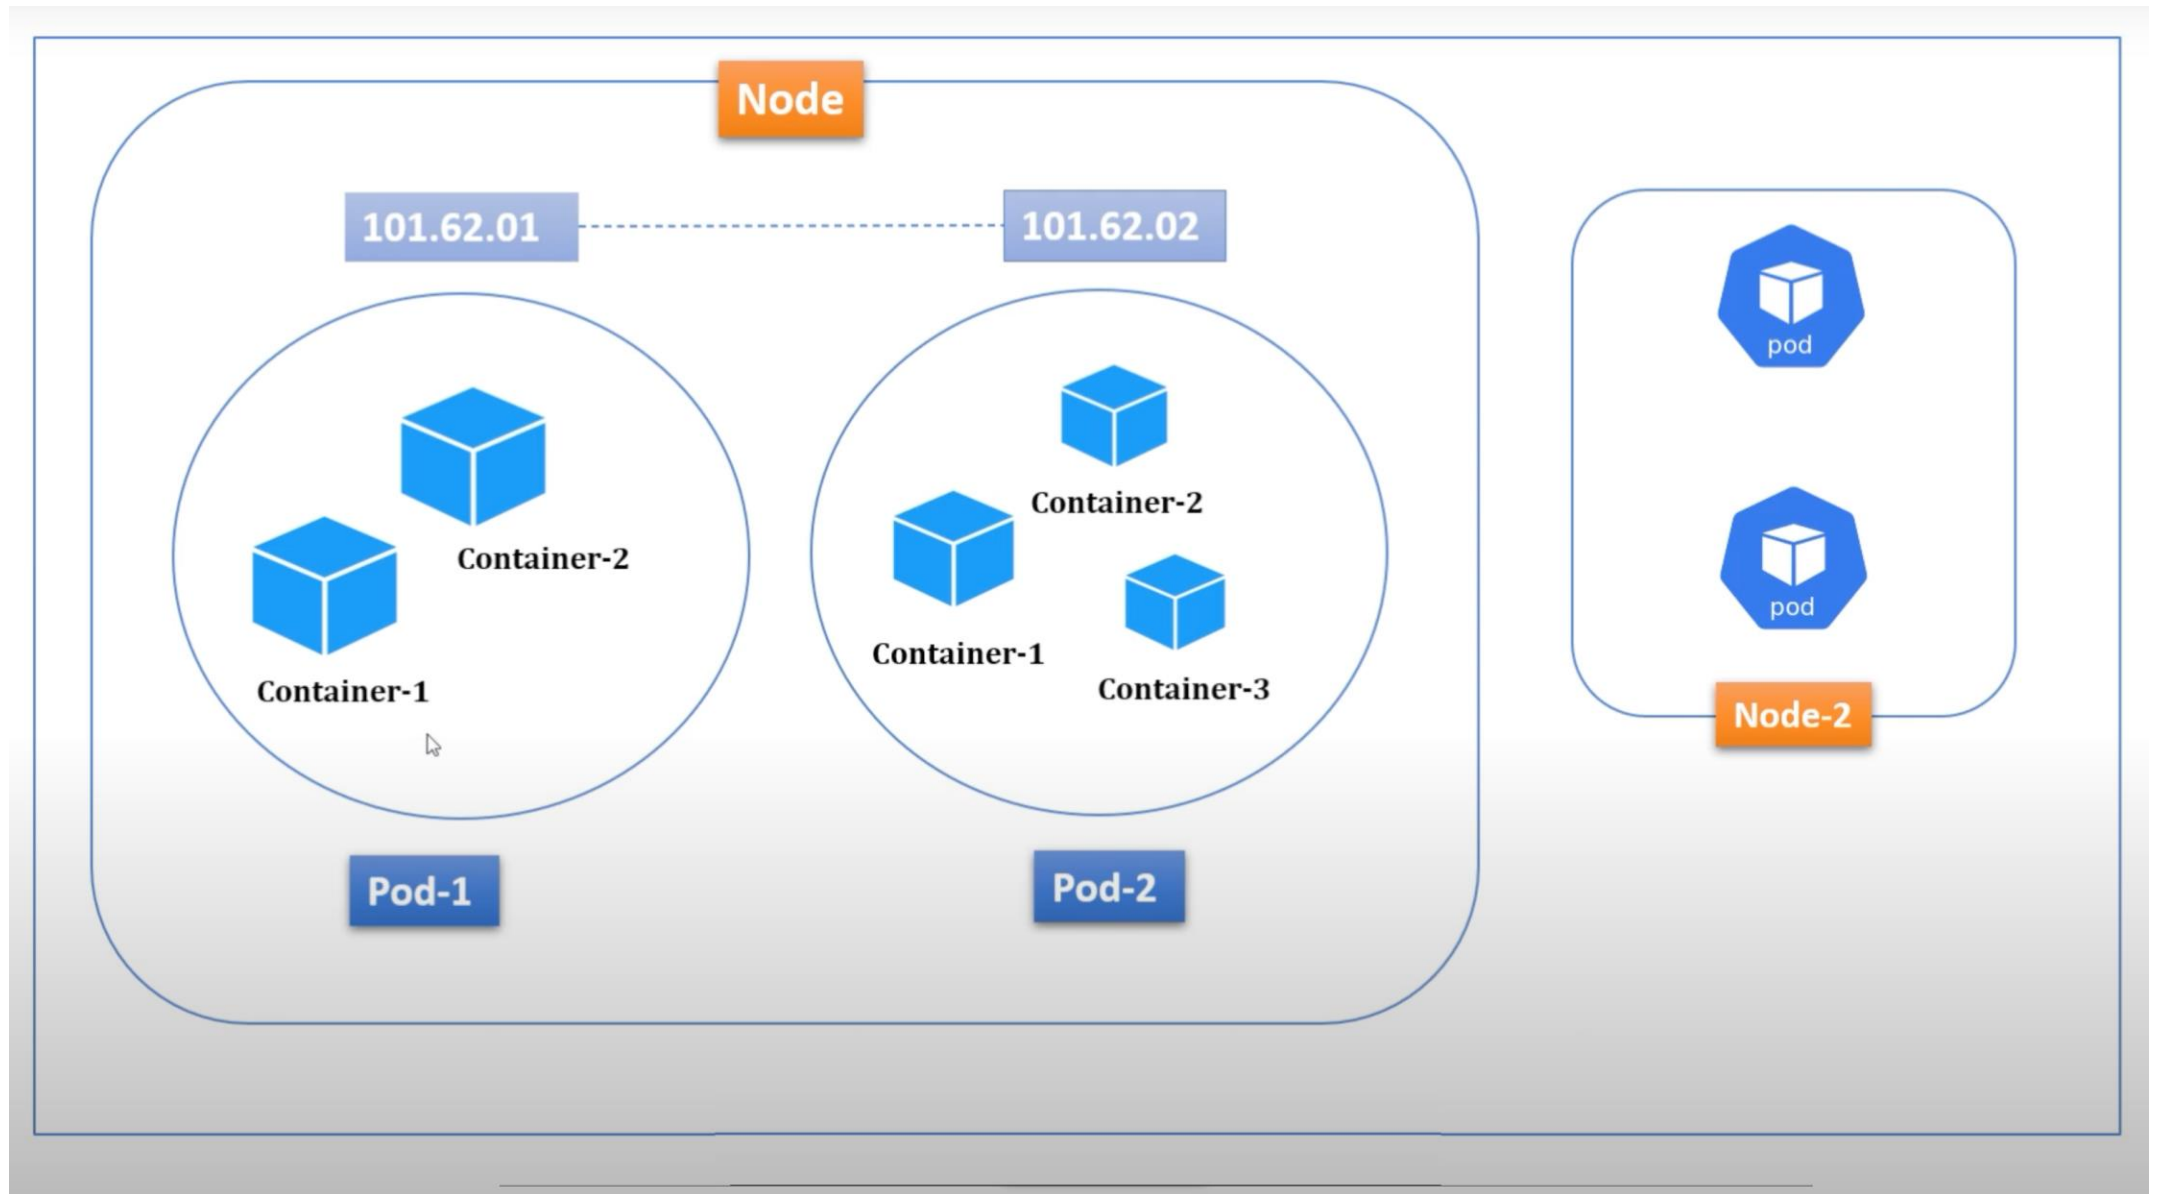 Node
101.62.01
101.62.02
Container-2
Container-1
Pod-1
Container-2
Container-1
Container-3
Pod-2
pod
pod
Node-2